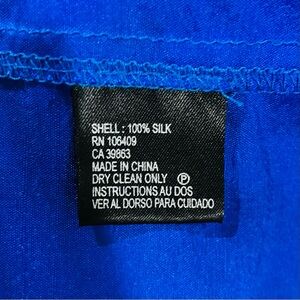 SHELL : 100% SILK
RN 106409
CA 39863
MADE IN CHINA
DRY CLEAN ONLY Ⓟ
INSTRUCTIONS AU DOS
VER AL DORSO PARA CUIDADO